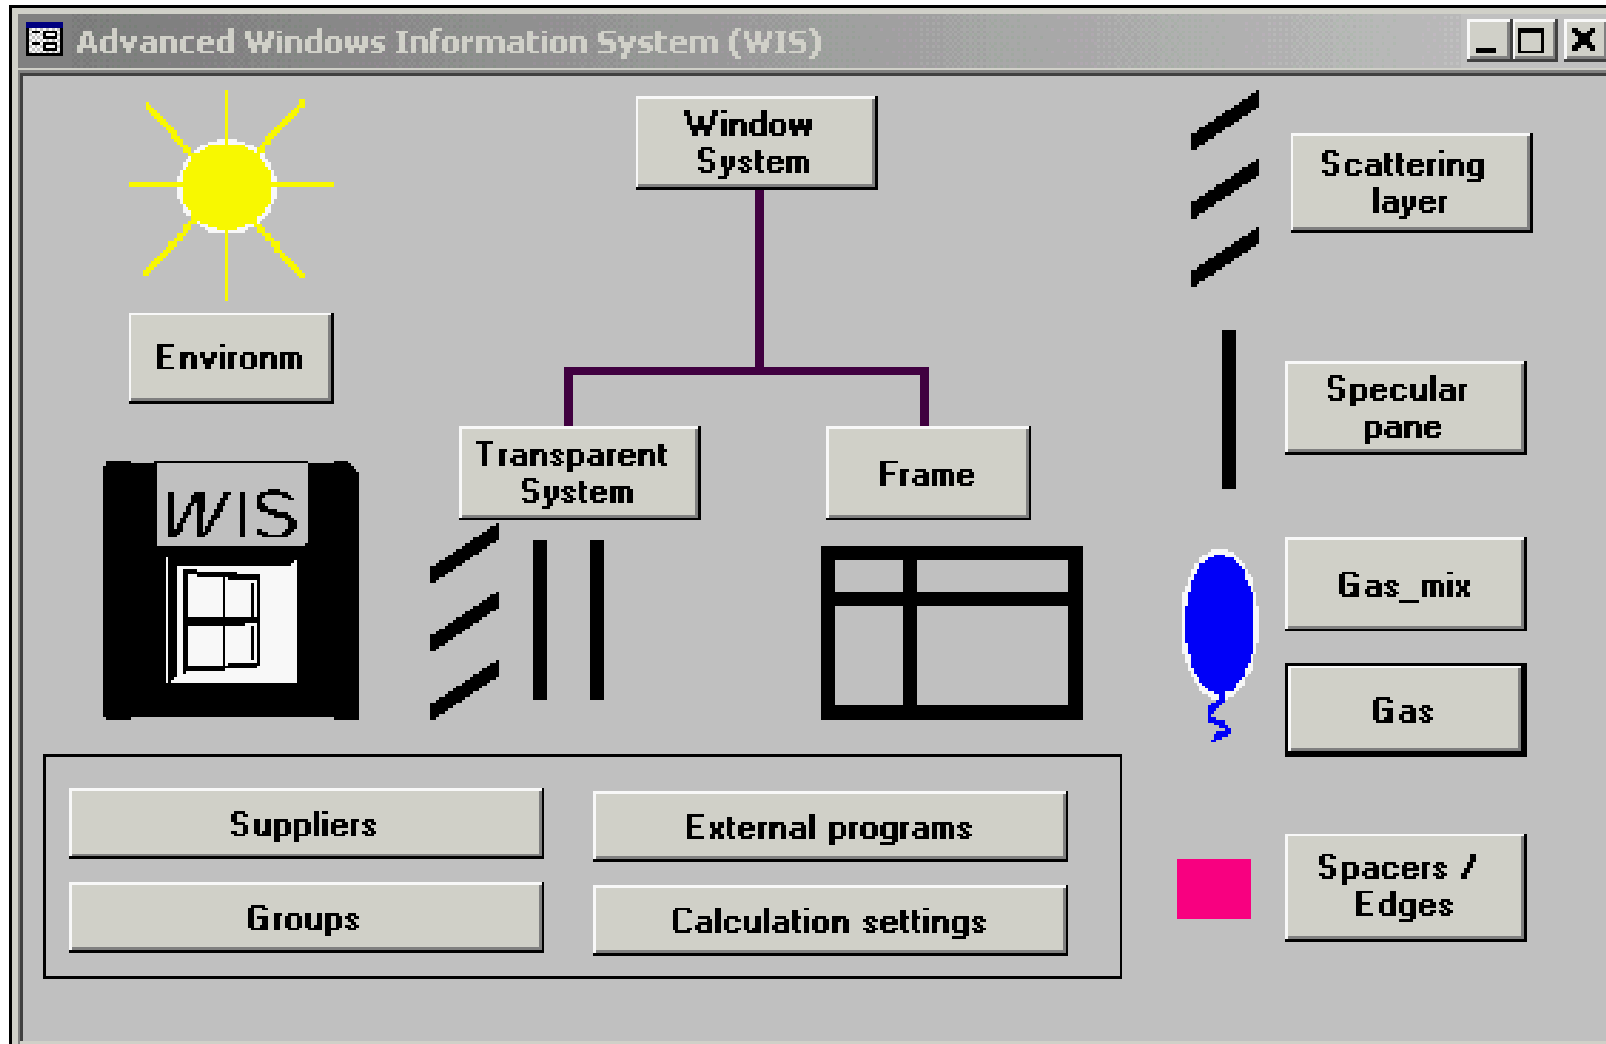 Advanced Windows Information System (WIS)
Window
System
Scattering
layer
Environm
Specular
pane
Transparent
System
Frame
WIS
Gas_mix
Gas
Suppliers
External programs
Groups
Calculation settings
Spacers /
Edges